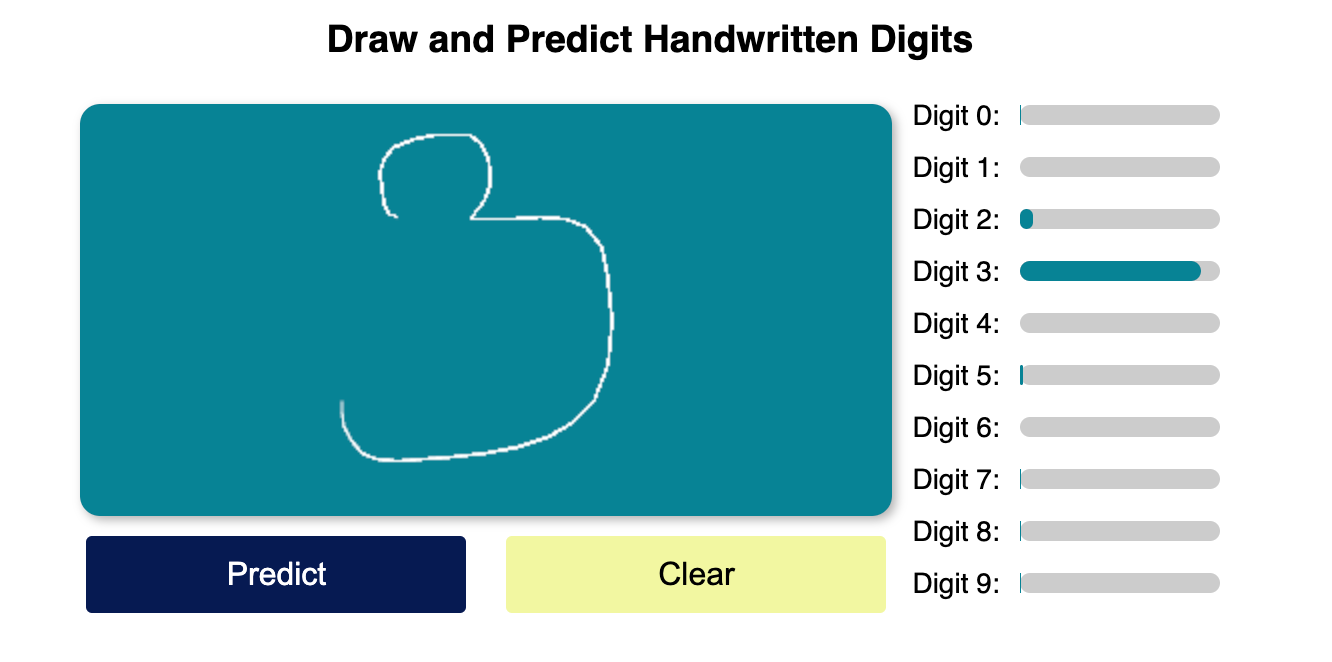 Draw and Predict Handwritten Digits
3
Predict
Clear
Digit 0:
Digit 1:
Digit 2:
Digit 3:
Digit 4:
Digit 5:
Digit 6:
Digit 7:
Digit 8:
Digit 9: